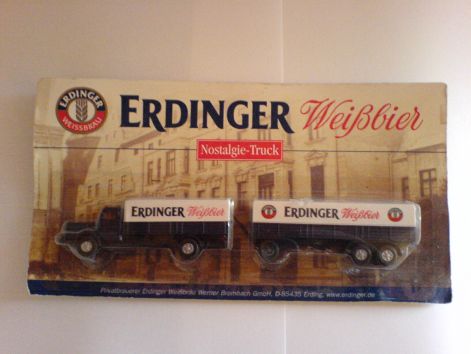 ERDINGER
WEISSBRÄU
ERDINGER Weißbier
Nostalgie-Truck
ERDINGER Weißbier
ERDINGER Weißbier
Privatbrauerei Erdinger Weißbräu Werner Brombach GmbH, D-85435 Erding, www.erdinger.de